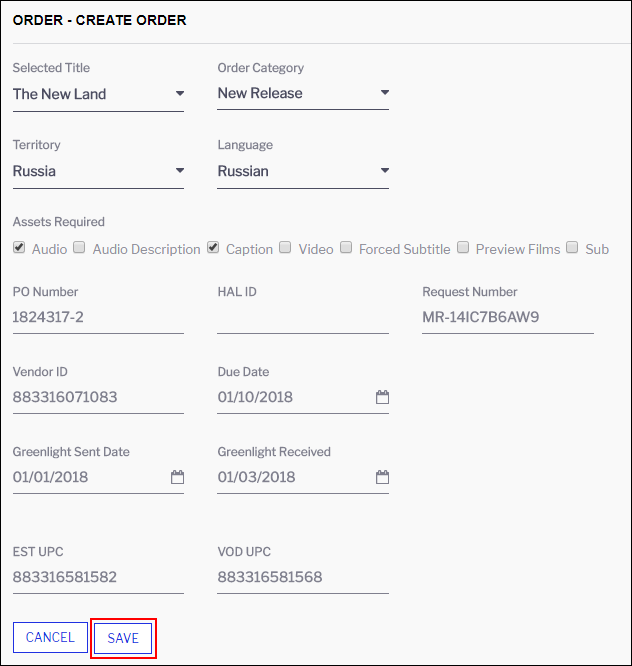 ORDER - CREATE ORDER
Selected Title Order Category
The New Land New Release
Territory Language
Russia Russian
Assets Required
Audio Audio Description Caption Video Forced Subtitle Preview Films Sub
PO Number HAL ID Request Number
1824317-2 MR-14IC7B6AW9
Vendor ID Due Date
883316071083 01/10/2018
Greenlight Sent Date Greenlight Received
01/01/2018 01/03/2018
EST UPC VOD UPC
883316581582 883316581568
CANCEL SAVE